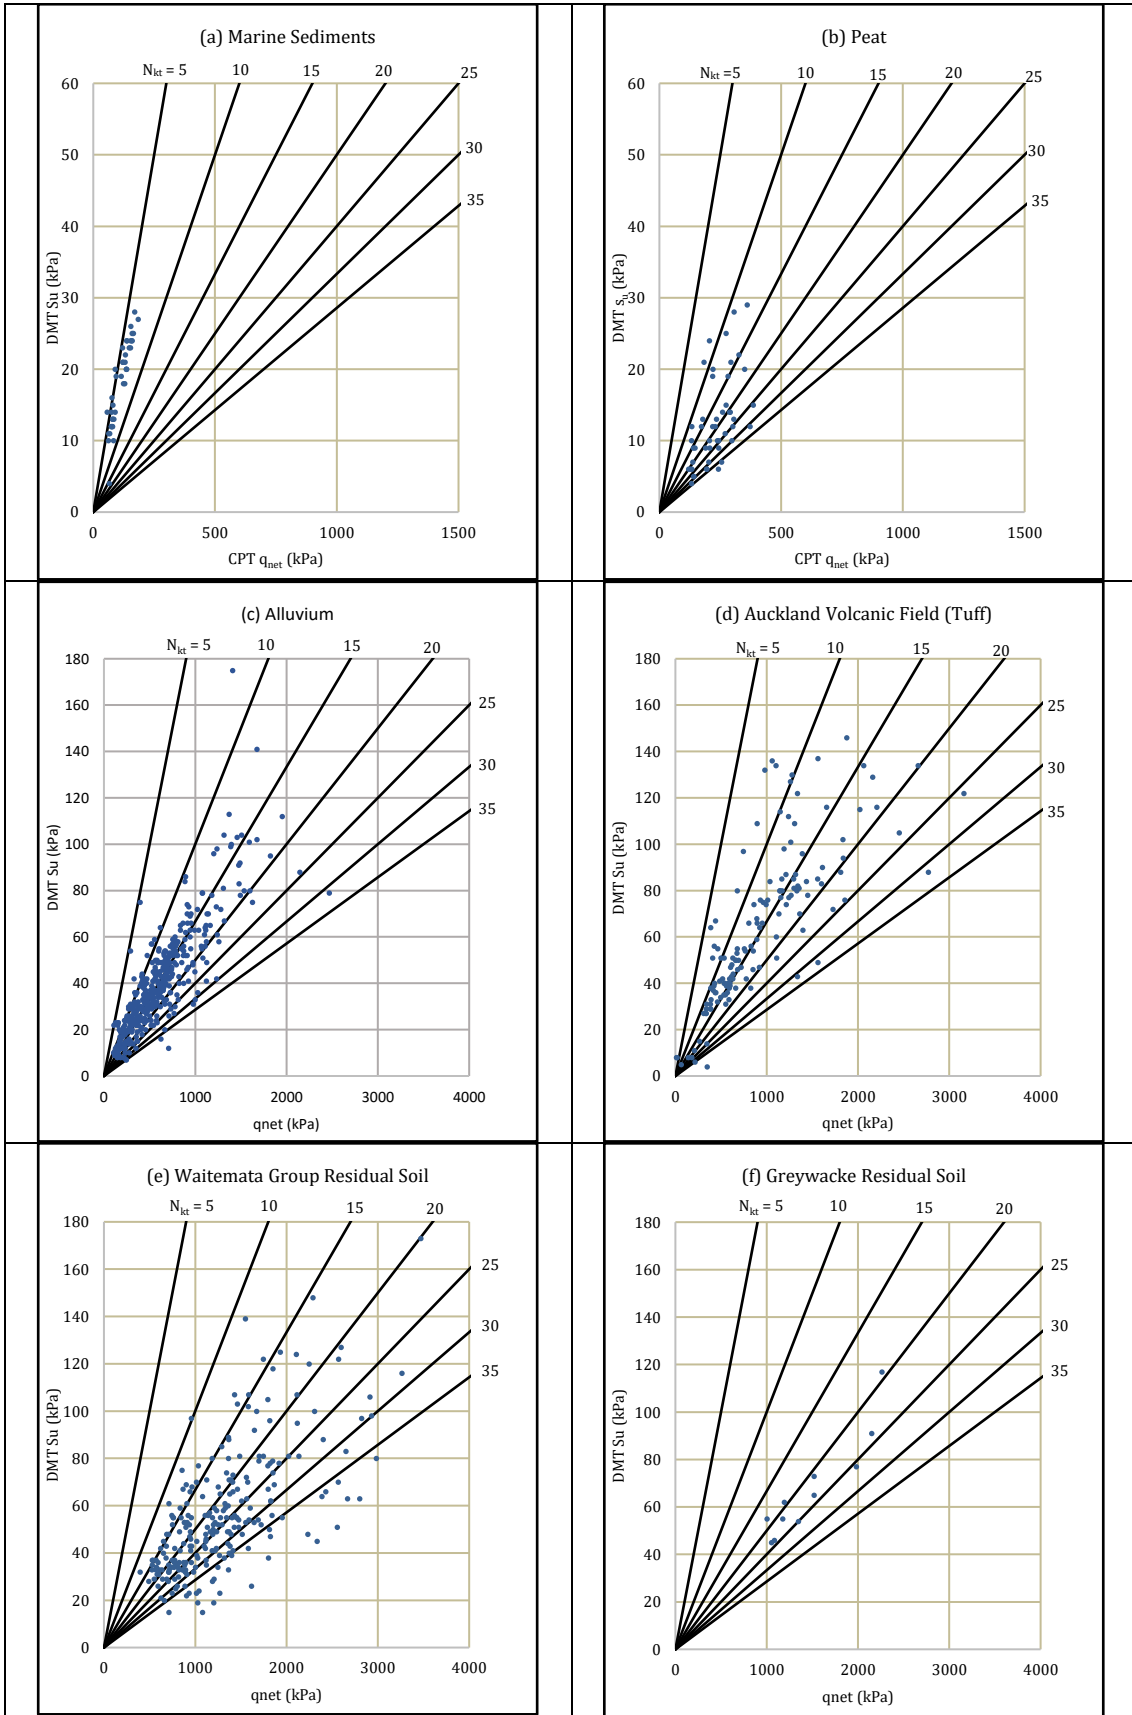 (a) Marine Sediments
Nkt = 5 10 15 20 25
60
50
30
40
35
DMT Su (kPa)
30
20
10
0
0 500 1000 1500
CPT qnet (kPa)
(b) Peat
Nkt =5 10 15 20 25
60
50
30
40
35
DMT su (kPa)
30
20
10
0
0 500 1000 1500
CPT qnet (kPa)
(c) Alluvium
Nkt = 5 10 15 20
180
160
25
140
30
120
35
100
DMT Su (kPa)
80
60
40
20
0
0 1000 2000 3000 4000
qnet (kPa)
(d) Auckland Volcanic Field (Tuff)
Nkt = 5 10 15 20
180
160
25
140
30
120
35
100
DMT Su (kPa)
80
60
40
20
0
0 1000 2000 3000 4000
qnet (kPa)
(e) Waitemata Group Residual Soil
Nkt = 5 10 15 20
180
160
25
140
30
120
35
100
DMT Su (kPa)
80
60
40
20
0
0 1000 2000 3000 4000
qnet (kPa)
(f) Greywacke Residual Soil
Nkt = 5 10 15 20
180
160
25
140
30
120
35
100
DMT Su (kPa)
80
60
40
20
0
0 1000 2000 3000 4000
qnet (kPa)